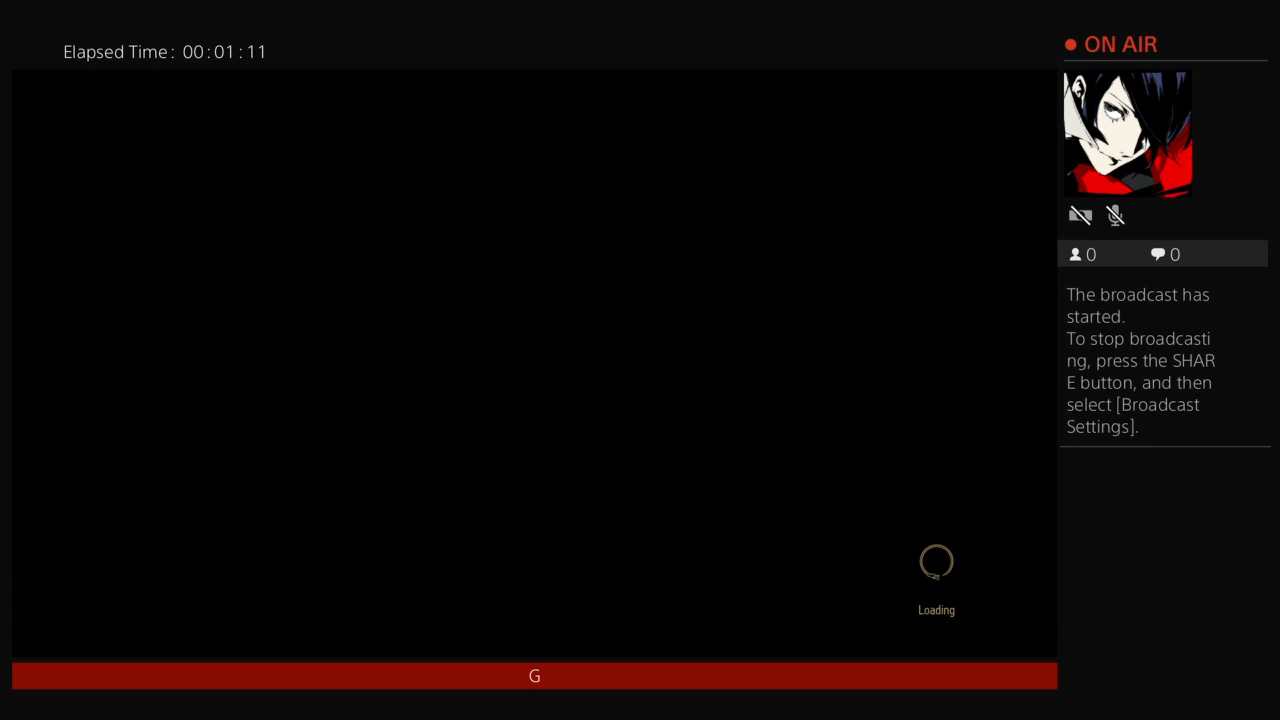 Elapsed Time: 00:01:11
ON AIR
0 0
The broadcast has
started.
To stop broadcasti
ng, press the SHAR
E button, and then
select [Broadcast
Settings].
Loading
G